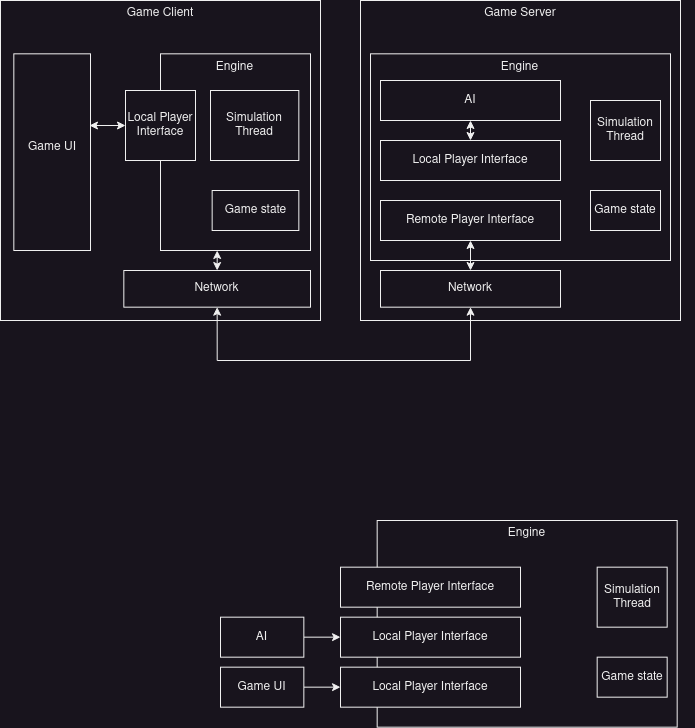 Game Client
Game UI
Engine
Local Player
Interface
Simulation
Thread
Game state
Network
Game Server
Engine
AI
Local Player Interface
Remote Player Interface
Simulation
Thread
Game state
Network
Engine
Remote Player Interface
AI
Local Player Interface
Game UI
Local Player Interface
Simulation
Thread
Game state